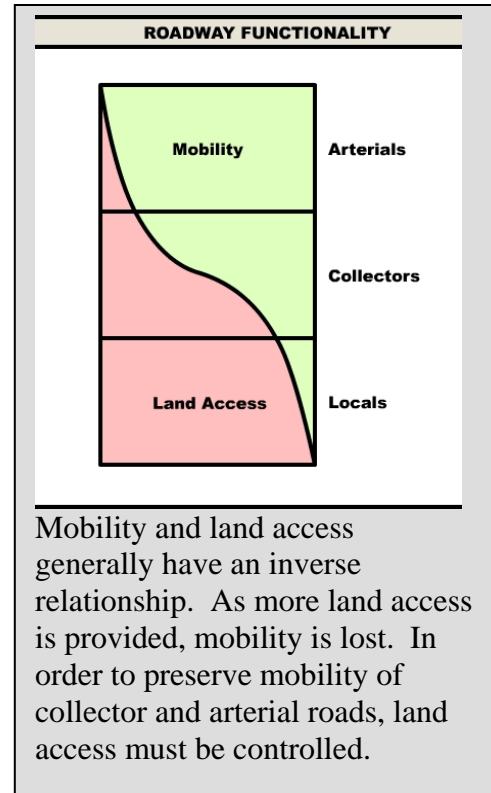 ROADWAY FUNCTIONALITY
Mobility
Arterials
Collectors
Land Access
Locals
Mobility and land access
generally have an inverse
relationship.  As more land access
is provided, mobility is lost.  In
order to preserve mobility of
collector and arterial roads, land
access must be controlled.